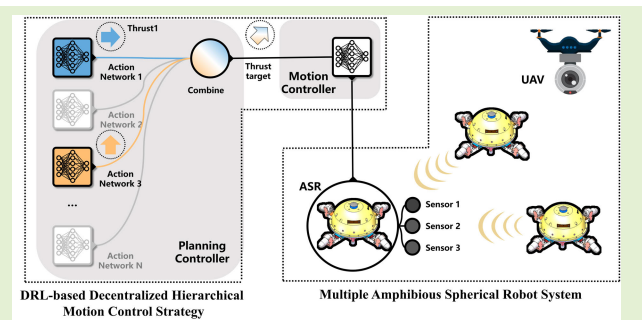 Thrust1
Action
Network 1
Action
Network 2
Action
Network 3
...
Action
Network N
Combine
Planning
Controller
Thrust
target
Motion
Controller
UAV
ASR
Sensor 1
Sensor 2
Sensor 3
DRL-based Decentralized Hierarchical
Motion Control Strategy
Multiple Amphibious Spherical Robot System